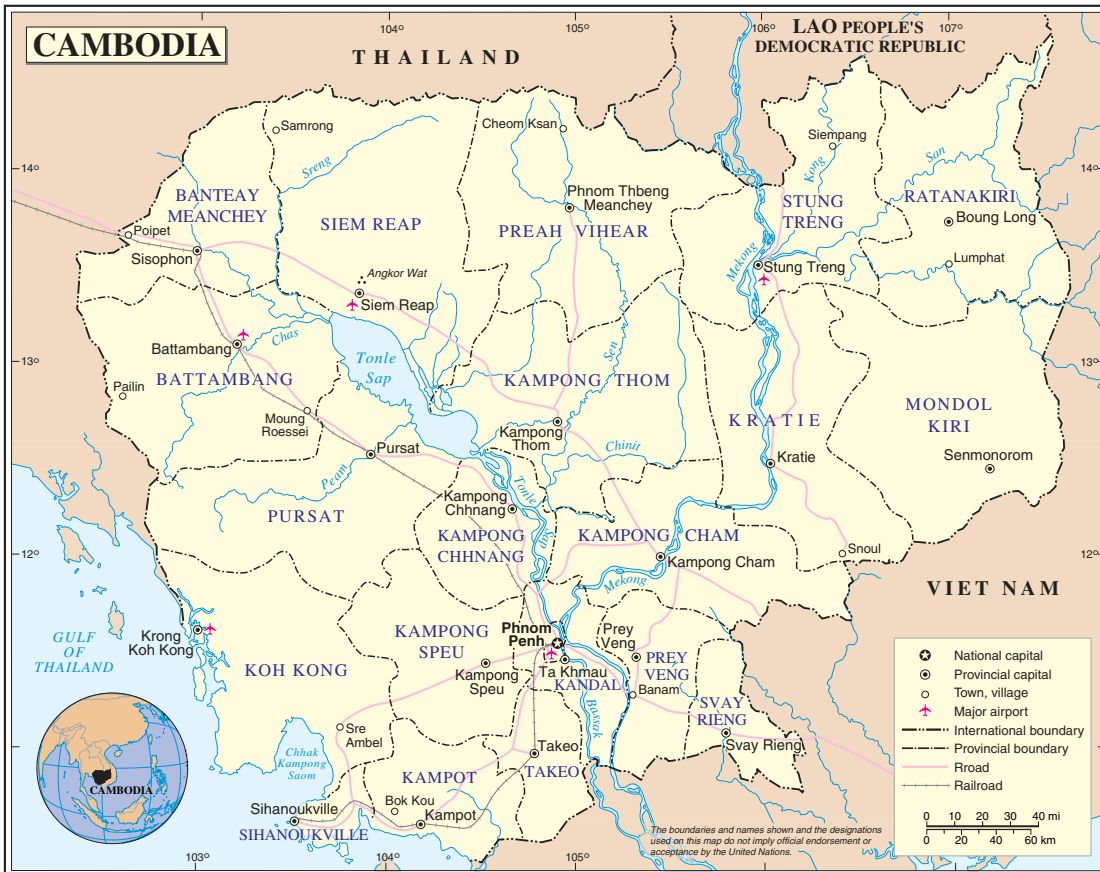 CAMBODIA
104°
105°
106°
107°
THAILAND
LAO PEOPLE'S
DEMOCRATIC REPUBLIC
Samrong
Cheom Ksan
Siempang
Sreng
Kong
San
14°
14°
BANTEAY
MEANCHEY
SIEM REAP
Phnom Thbeng
Meanchey
PREAH VIHEAR
STUNG
TRENG
RATANAKIRI
Boung Long
Poipet
Sisophon
Angkor Wat
Siem Reap
Mekong
Stung Treng
Lumphat
Battambang
Chas
Tonle
Sap
Sen
13°
13°
BATTAMBANG
Pailin
KAMPONG THOM
KRATIE
MONDOL
KIRI
Moung
Roessei
Kampong
Thom
Pursat
Chinit
Kratie
Senmonorom
Peam
Kampong
Chhnang
Tonle
Sap
PURSAT
KAMPONG
CHHNANG
KAMPONG CHAM
12°
12°
Snoul
Kampong Cham
Mekong
VIET NAM
GULF
OF
THAILAND
Krong
Koh Kong
KOH KONG
KAMPONG
SPEU
Phnom
Penh
Prey
Veng
Kampong
Speu
Ta Khmau
KANDAL
PREY
VENG
Banam
SVAY
RIÈNG
Svay Rieng
Bassak
Sre
Ambel
Chhak
Kampong
Saom
Takeo
TAKEO
KAMPOT
Bok Kou
Kampot
Sihanoukville
SIHANOUKVILLE
CAMBODIA
103°
104°
105°
National capital
Provincial capital
Town, village
Major airport
International boundary
Provincial boundary
Rroad
Railroad
0 10 20 30 40 mi
0 20 40 60 km
The boundaries and names shown and the designations
used on this map do not imply official endorsement or
acceptance by the United Nations.